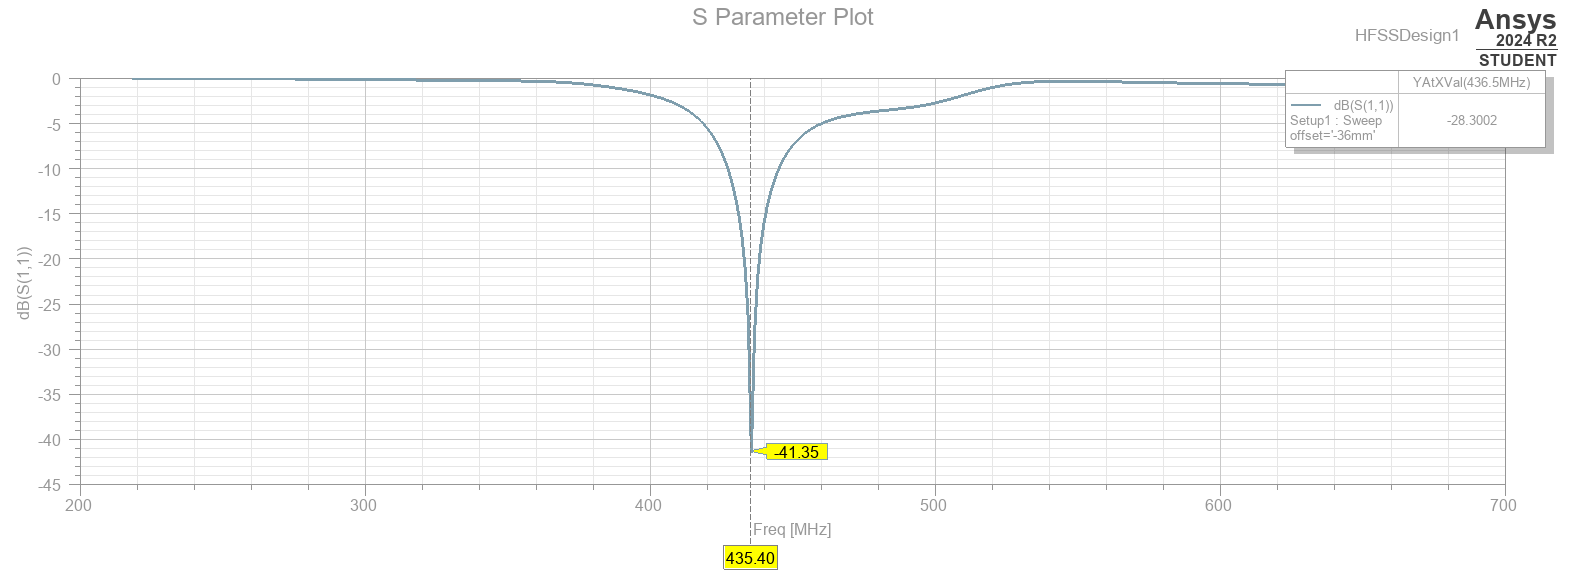 S Parameter Plot
HFSSDesign1
Ansys
2024 R2
STUDENT
YAtXVal(436.5MHz)
dB(S(1,1))
Setup1 : Sweep
offset='-36mm'
-28.3002
0
-5
-10
-15
-20
-25
-30
-35
-40
-45
dB(S(1,1))
-41.35
200
300
400
500
600
700
Freq [MHz]
435.40